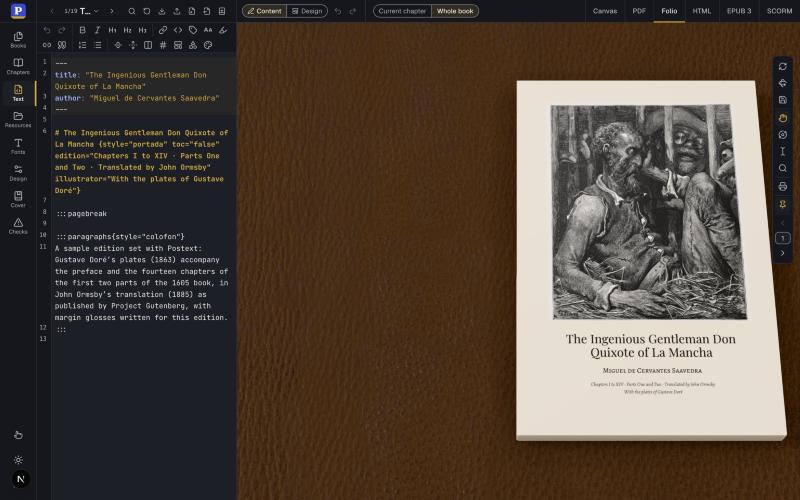 P
1/19 T...
Content
Design
Current chapter
Whole book
Canvas
PDF
Folio
HTML
EPUB 3
SCORM
Books
Chapters
Text
Resources
Fonts
Design
Cover
Checks
N
B I H1 H2 H3
Aa
1 ---
2 title: "The Ingenious Gentleman Don
Quixote of La Mancha"
3 author: "Miguel de Cervantes Saavedra"
4 ---
5
6 # The Ingenious Gentleman Don Quixote of
La Mancha {style="portada" toc="false"
edition="Chapters I to XIV · Parts One
and Two · Translated by John Ormsby"
illustrator="With the plates of Gustave
Doré"}
7
8 :::pagebreak
9
10 :::paragraphs{style="colofon"}
11 A sample edition set with Postext:
Gustave Doré's plates (1863) accompany
the preface and the fourteen chapters of
the first two parts of the 1605 book, in
John Ormsby's translation (1885) as
published by Project Gutenberg, with
margin glosses written for this edition.
12 :::
13
The Ingenious Gentleman Don
Quixote of La Mancha
Miguel de Cervantes Saavedra
Chapters I to XIV · Parts One and Two · Translated by John Ormsby
With the plates of Gustave Doré
1